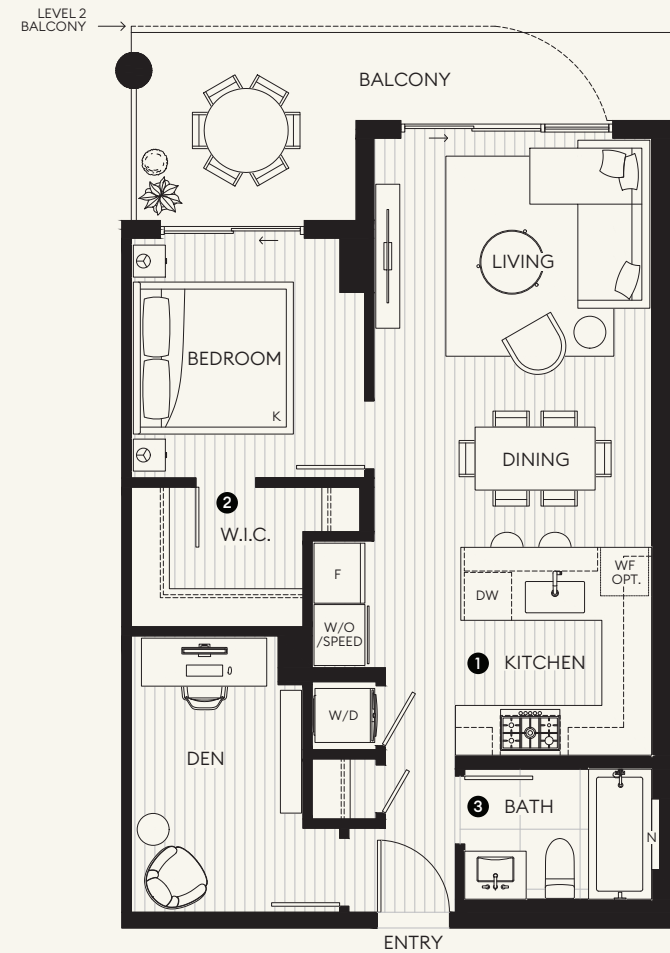 LEVEL 2
BALCONY
BALCONY
LIVING
BEDROOM
K
DINING
2
W.I.C.
F
W/O
/SPEED
DW
WF
OPT.
1 KITCHEN
W/D
DEN
3 BATH
N
ENTRY